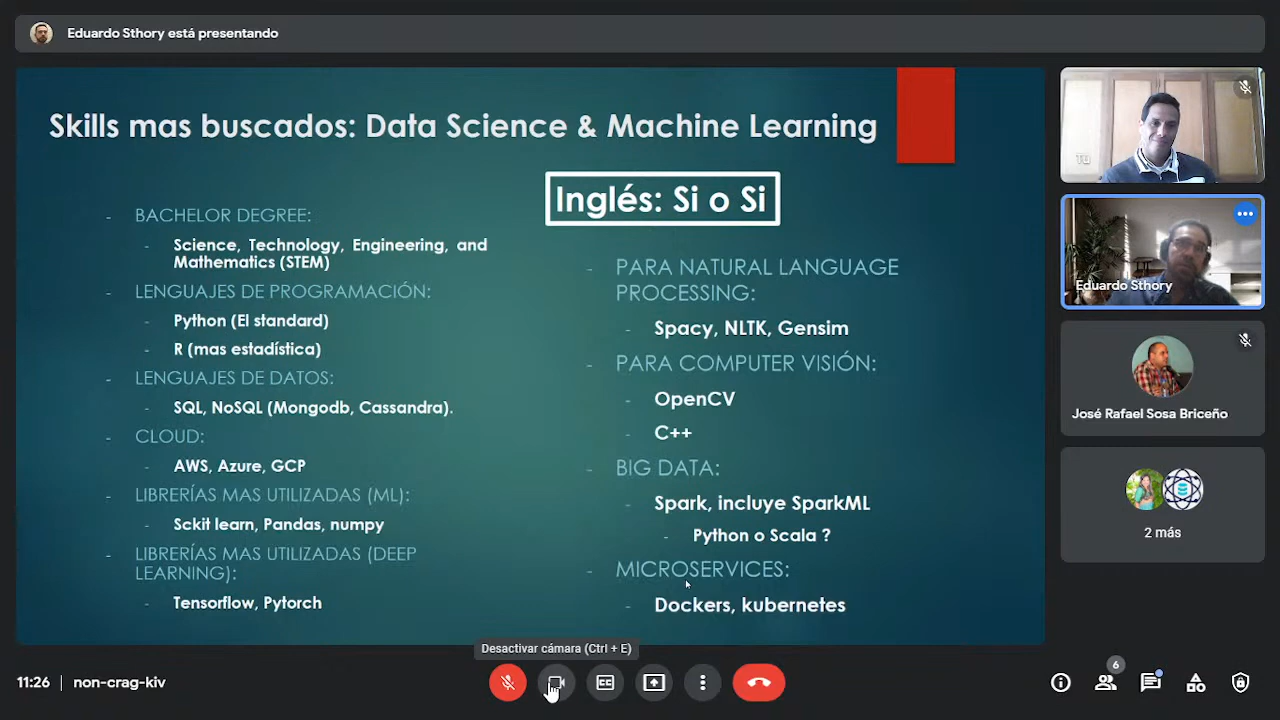 Eduardo Sthory está presentando
Skills mas buscados: Data Science & Machine Learning
Inglés: Si o Si
- BACHELOR DEGREE:
- Science, Technology, Engineering, and
Mathematics (STEM)
- LENGUAJES DE PROGRAMACIÓN:
- Python (El standard)
- R (mas estadística)
- LENGUAJES DE DATOS:
- SQL, NoSQL (Mongodb, Cassandra).
- CLOUD:
- AWS, Azure, GCP
- LIBRERÍAS MAS UTILIZADAS (ML):
- Sckit learn, Pandas, numpy
- LIBRERÍAS MAS UTILIZADAS (DEEP
LEARNING):
- Tensorflow, Pytorch
- PARA NATURAL LANGUAGE
PROCESSING:
- Spacy, NLTK, Gensim
- PARA COMPUTER VISIÓN:
- OpenCV
- C++
- BIG DATA:
- Spark, incluye SparkML
- Python o Scala ?
- MICROSERVICES:
- Dockers, kubernetes
Tú
Eduardo Sthory
José Rafael Sosa Briceño
2 más
Desactivar cámara (Ctrl + E)
11:26 | non-crag-kiv
CC
6